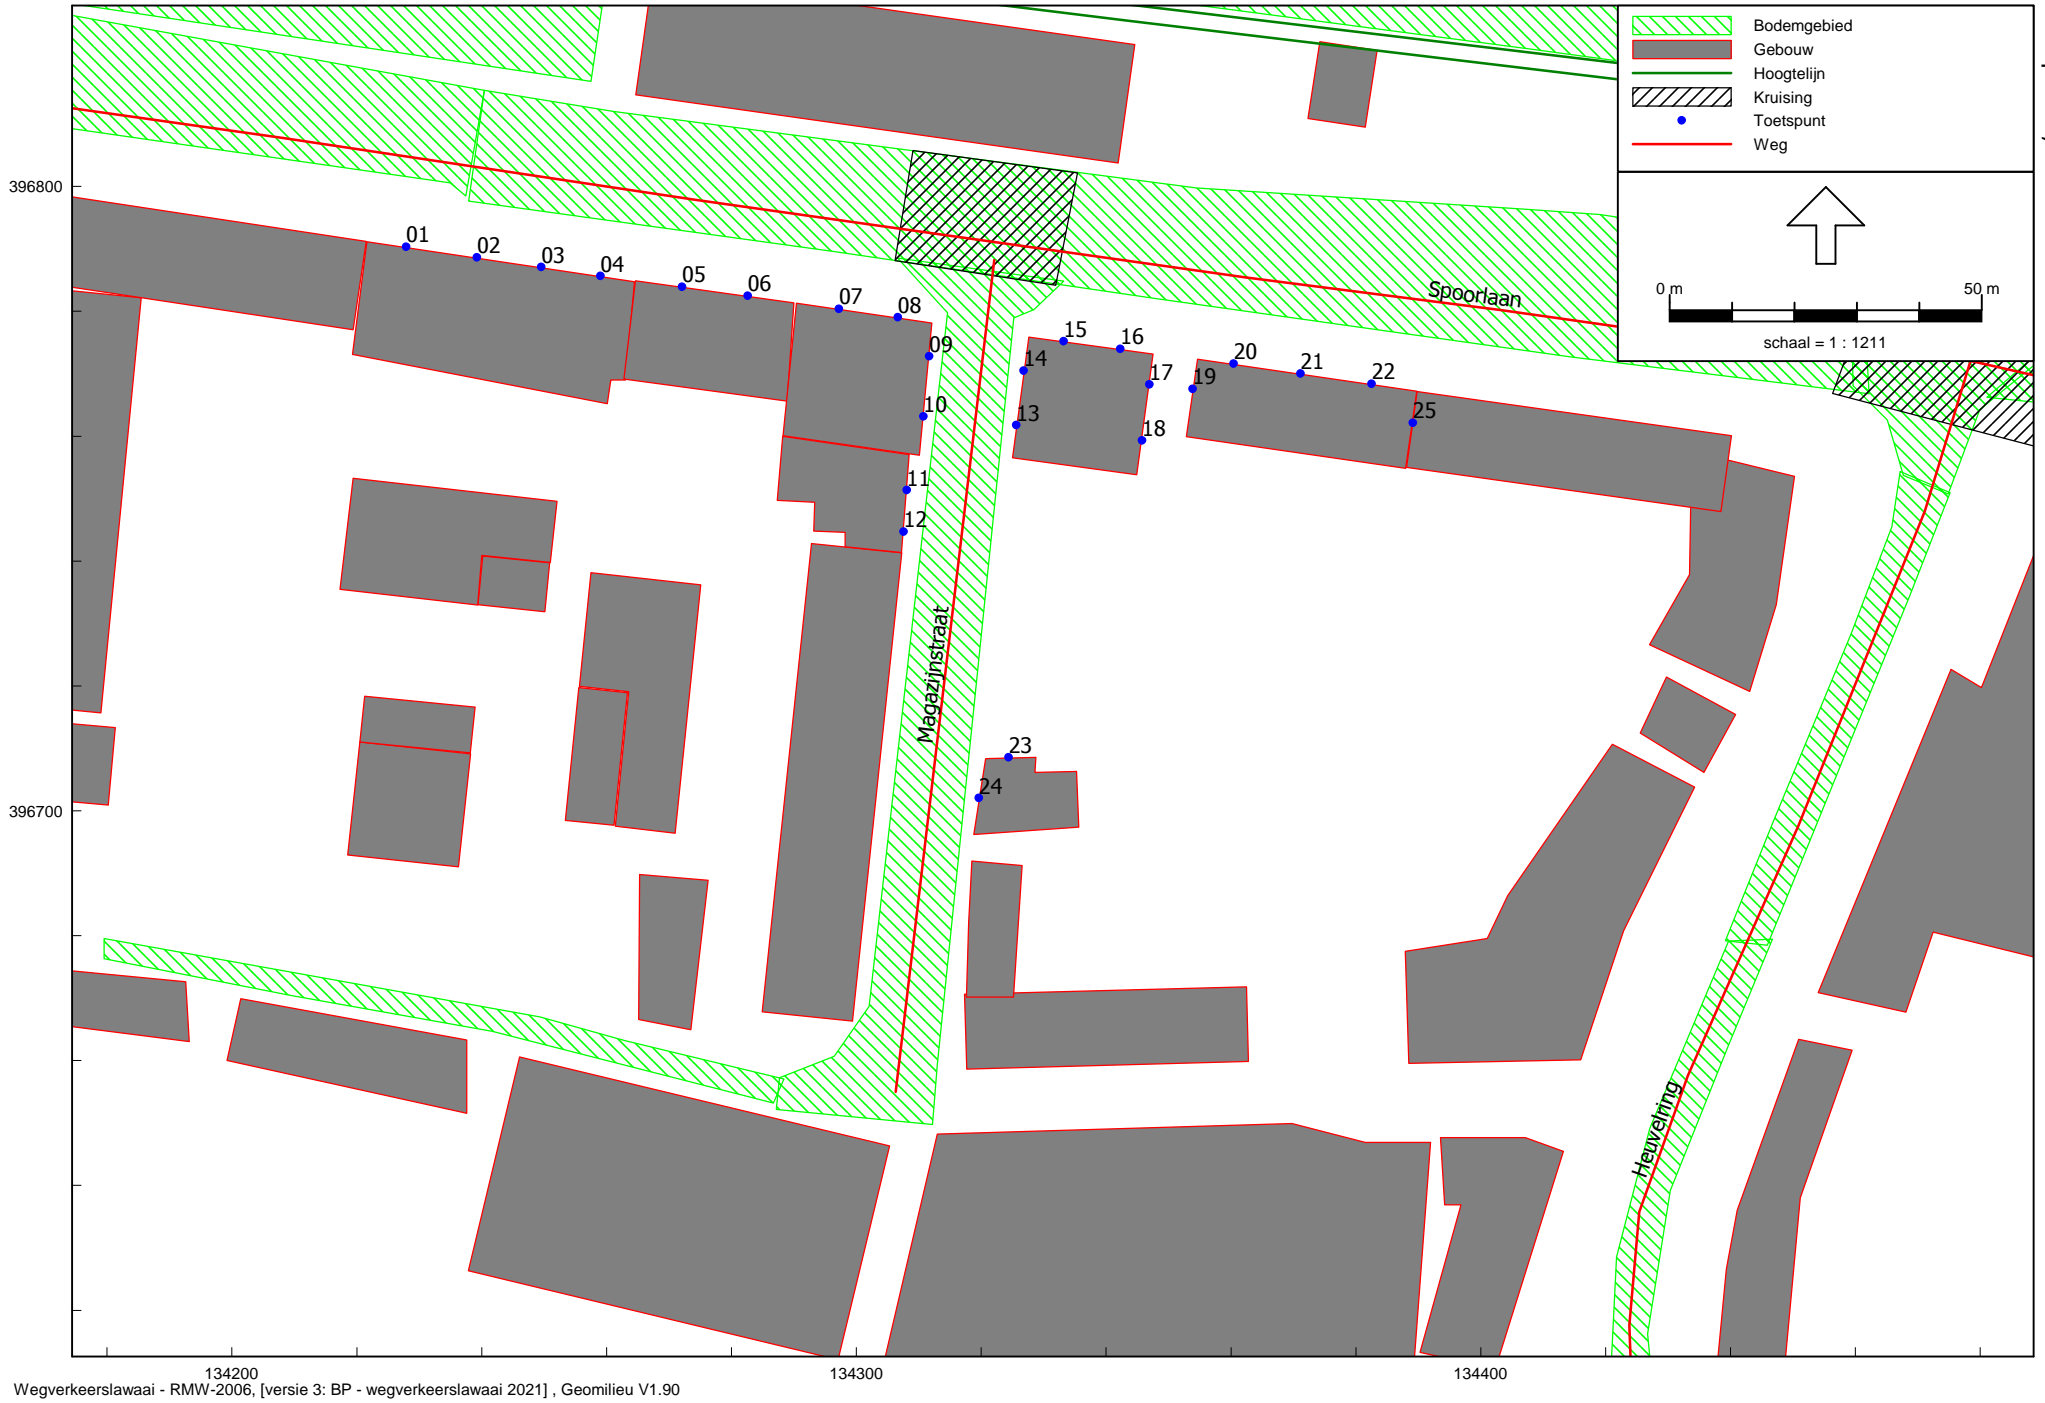 Bodemgebied
Gebouw
Hoogtelijn
Kruising
Toetspunt
Weg
0 m 50 m
schaal = 1 : 1211
396800
01
02
03
04
05
06
07
08
Spoorlaan
09
10
11
12
13
14
15
16
17
18
19
20
21
22
25
Magazijnstraat
23
24
396700
Heuvelring
134200 134300 134400
Wegverkeerslawaai - RMW-2006, [versie 3: BP - wegverkeerslawaai 2021] , Geomilieu V1.90